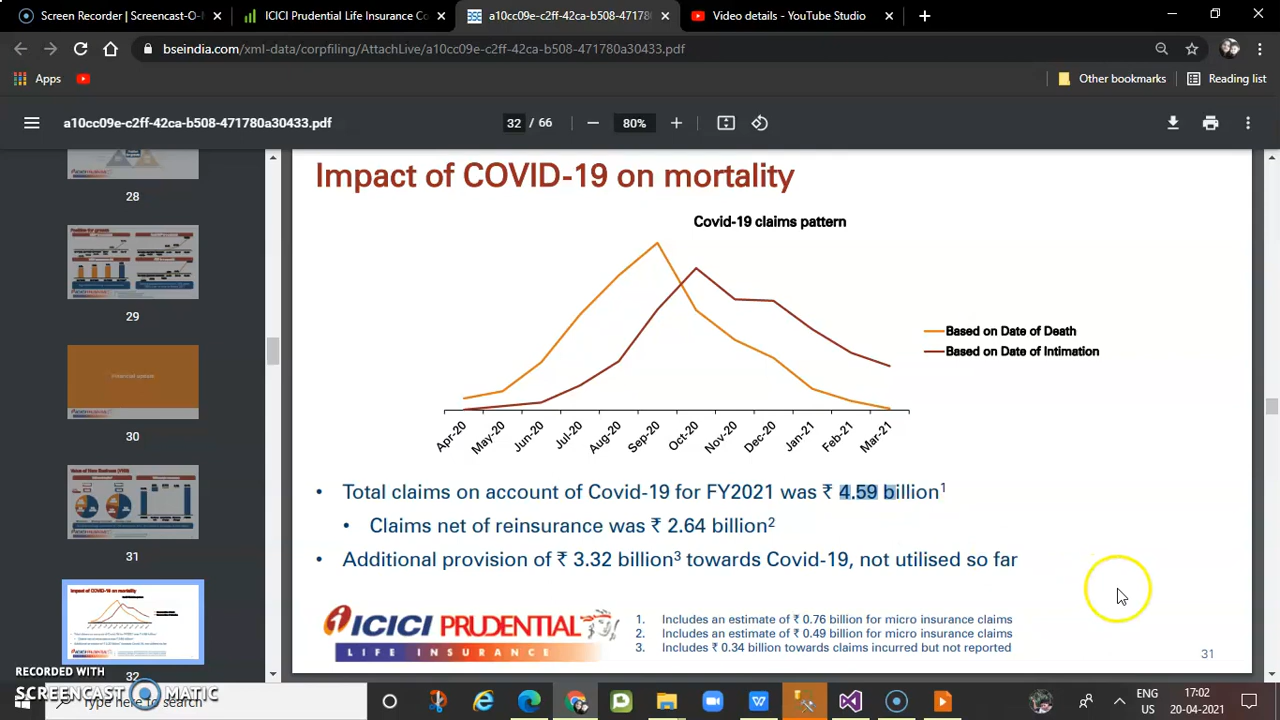 Screen Recorder | Screencast-O-M
ICICI Prudential Life Insurance Co
a10cc09e-c2ff-42ca-b508-471780
Video details - YouTube Studio
bseindia.com/xml-data/corpfiling/AttachLive/a10cc09e-c2ff-42ca-b508-471780a30433.pdf
Apps
Other bookmarks
Reading list
a10cc09e-c2ff-42ca-b508-471780a30433.pdf
32 / 66
80%
28
29
30
31
32
Impact of COVID-19 on mortality
Covid-19 claims pattern
Based on Date of Death
Based on Date of Intimation
Apr-20 May-20 Jun-20 Jul-20 Aug-20 Sep-20 Oct-20 Nov-20 Dec-20 Jan-21 Feb-21 Mar-21
• Total claims on account of Covid-19 for FY2021 was ₹ 4.59 billion¹
• Claims net of reinsurance was ₹ 2.64 billion²
• Additional provision of ₹ 3.32 billion³ towards Covid-19, not utilised so far
ICICI PRUDENTIAL
LIFE INSURANCE
1. Includes an estimate of ₹ .76 billion for micro insurance claims
2. Includes an estimate of ₹ .49 billion for micro insurance claims
3. Includes ₹ 0.34 billion towards claims incurred but not reported
31
RECORDED WITH
SCREENCAST MATIC
Type here to search
ENG
US
17:02
20-04-2021